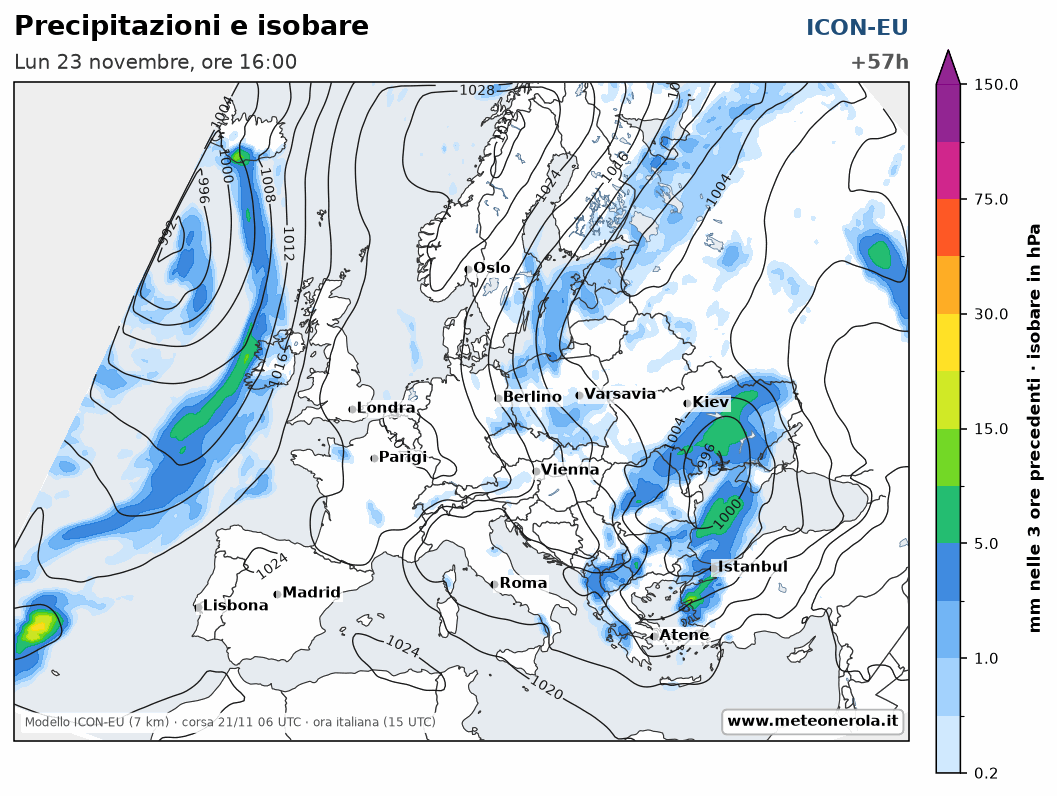 Precipitazioni e isobare
ICON-EU
Lun 23 novembre, ore 16:00
+57h
1028
1004
1000
996
1008
992
1012
1016
1024
1016
1004
Oslo
1016
Londra
Berlino
Varsavia
Kiev
1004
996
Parigi
Vienna
1000
1024
Istanbul
Madrid
Roma
Lisbona
Atene
1024
1020
Modello ICON-EU (7 km) · corsa 21/11 06 UTC · ora italiana (15 UTC)
www.meteonerola.it
150.0
75.0
30.0
15.0
5.0
1.0
0.2
mm nelle 3 ore precedenti · isobare in hPa